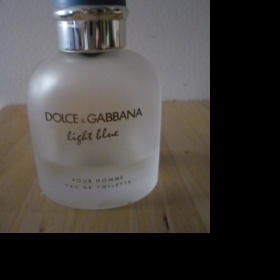 DOLCE & GABBANA
light blue
POUR HOMME
EAU DE TOILETTE